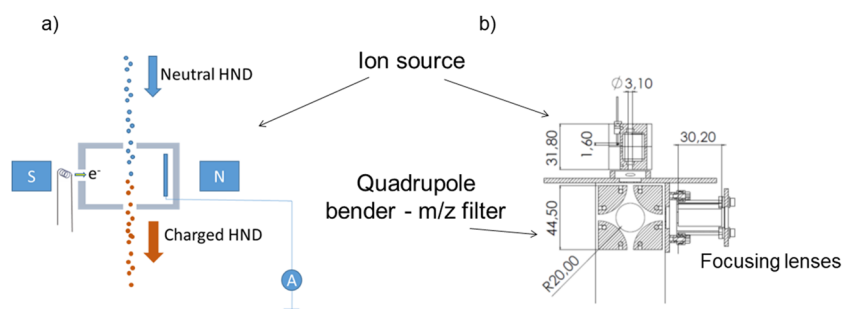 a)
Neutral HND
S
e-
N
Charged HND
A
Ion source
Quadrupole
bender - m/z filter
b)
Ø3,10
31,80
1,60
30,20
44,50
R20,00
Focusing lenses